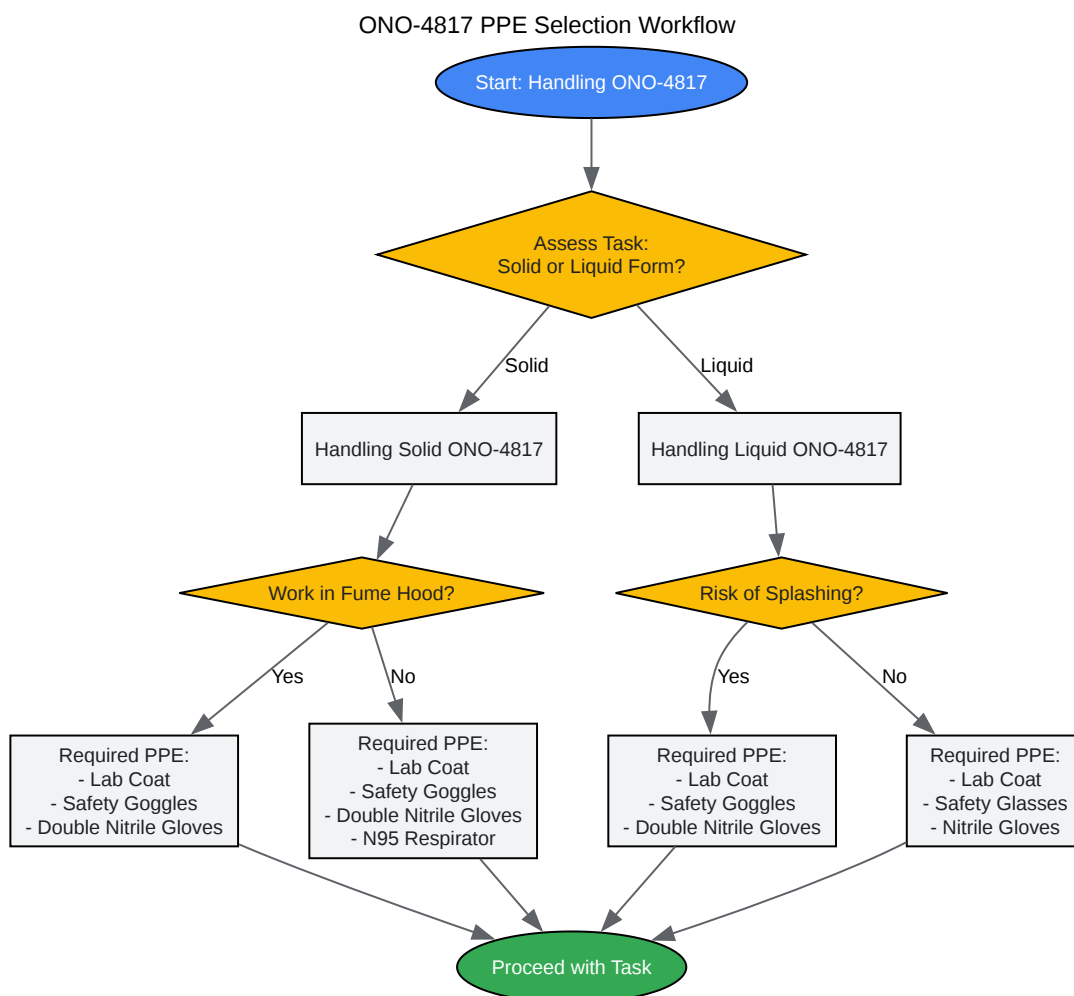 ONO-4817 PPE Selection Workflow
Start: Handling ONO-4817
Assess Task:
Solid or Liquid Form?
Solid
Liquid
Handling Solid ONO-4817
Handling Liquid ONO-4817
Work in Fume Hood?
Risk of Splashing?
Yes
No
Yes
No
Required PPE:
- Lab Coat
- Safety Goggles
- Double Nitrile Gloves
Required PPE:
- Lab Coat
- Safety Goggles
- Double Nitrile Gloves
- N95 Respirator
Required PPE:
- Lab Coat
- Safety Goggles
- Double Nitrile Gloves
Required PPE:
- Lab Coat
- Safety Glasses
- Nitrile Gloves
Proceed with Task